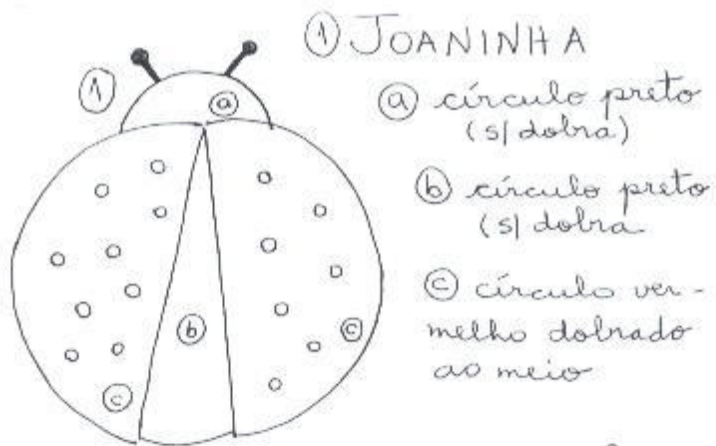 ① JOANINHA
ⓐ círculo preto
(s/ dobra)
ⓑ círculo preto
(s/ dobra
ⓒ círculo ver-
melho dobrado
ao meio
①
ⓐ
ⓑ
ⓒ
ⓒ